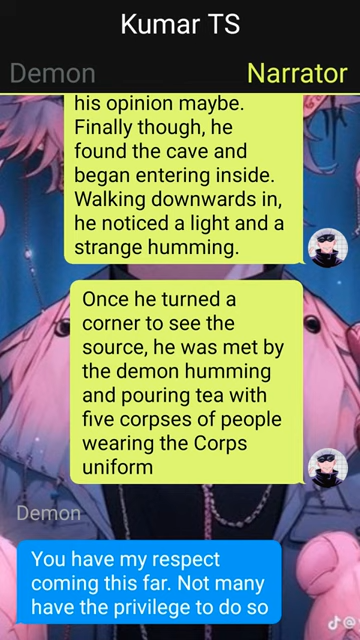 Kumar TS
Demon
Narrator
his opinion maybe.
Finally though, he
found the cave and
began entering inside.
Walking downwards in,
he noticed a light and a
strange humming.
Once he turned a
corner to see the
source, he was met by
the demon humming
and pouring tea with
five corpses of people
wearing the Corps
uniform
Demon
You have my respect
coming this far. Not many
have the privilege to do so
@